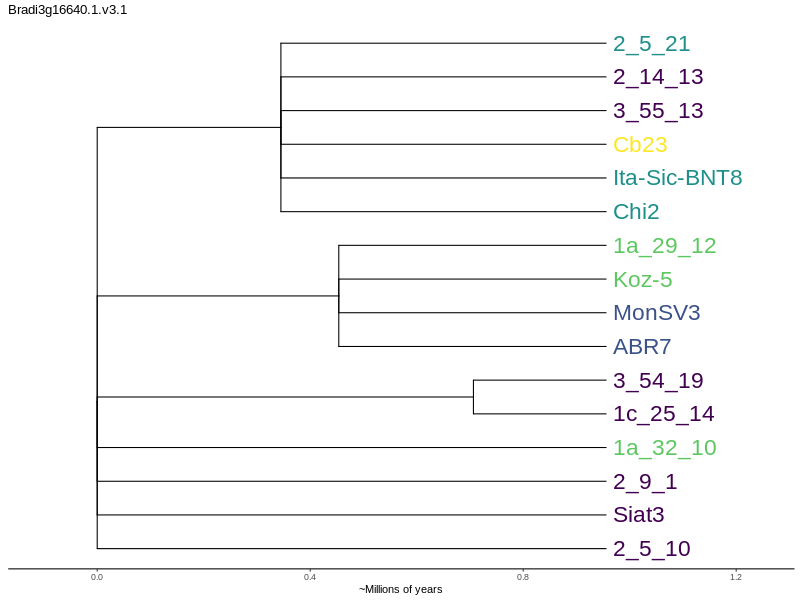 Bradi3g16640.1.v3.1
2_5_21
2_14_13
3_55_13
Cb23
Ita-Sic-BNT8
Chi2
1a_29_12
Koz-5
MonSV3
ABR7
3_54_19
1c_25_14
1a_32_10
2_9_1
Siat3
2_5_10
0.0 0.4 0.8 1.2
~Millions of years